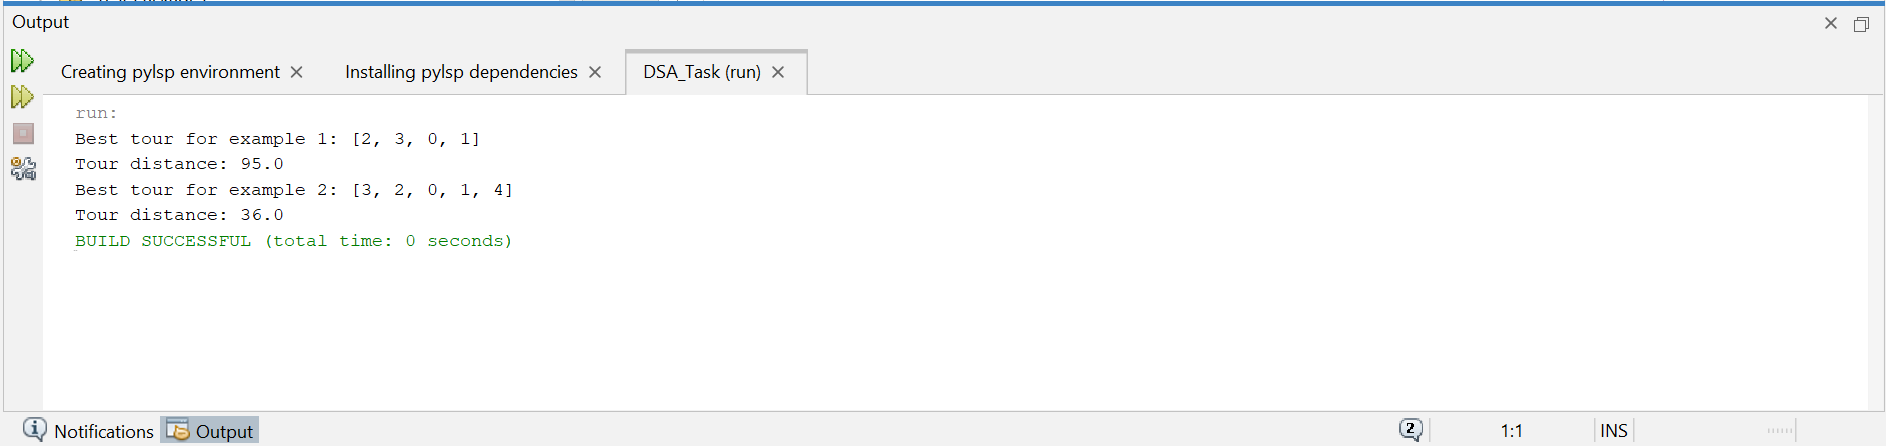 Output
Creating pylsp environment
Installing pylsp dependencies
DSA_Task (run)
run:
Best tour for example 1: [2, 3, 0, 1]
Tour distance: 95.0
Best tour for example 2: [3, 2, 0, 1, 4]
Tour distance: 36.0
BUILD SUCCESSFUL (total time: 0 seconds)
Notifications
Output
2
1:1
INS